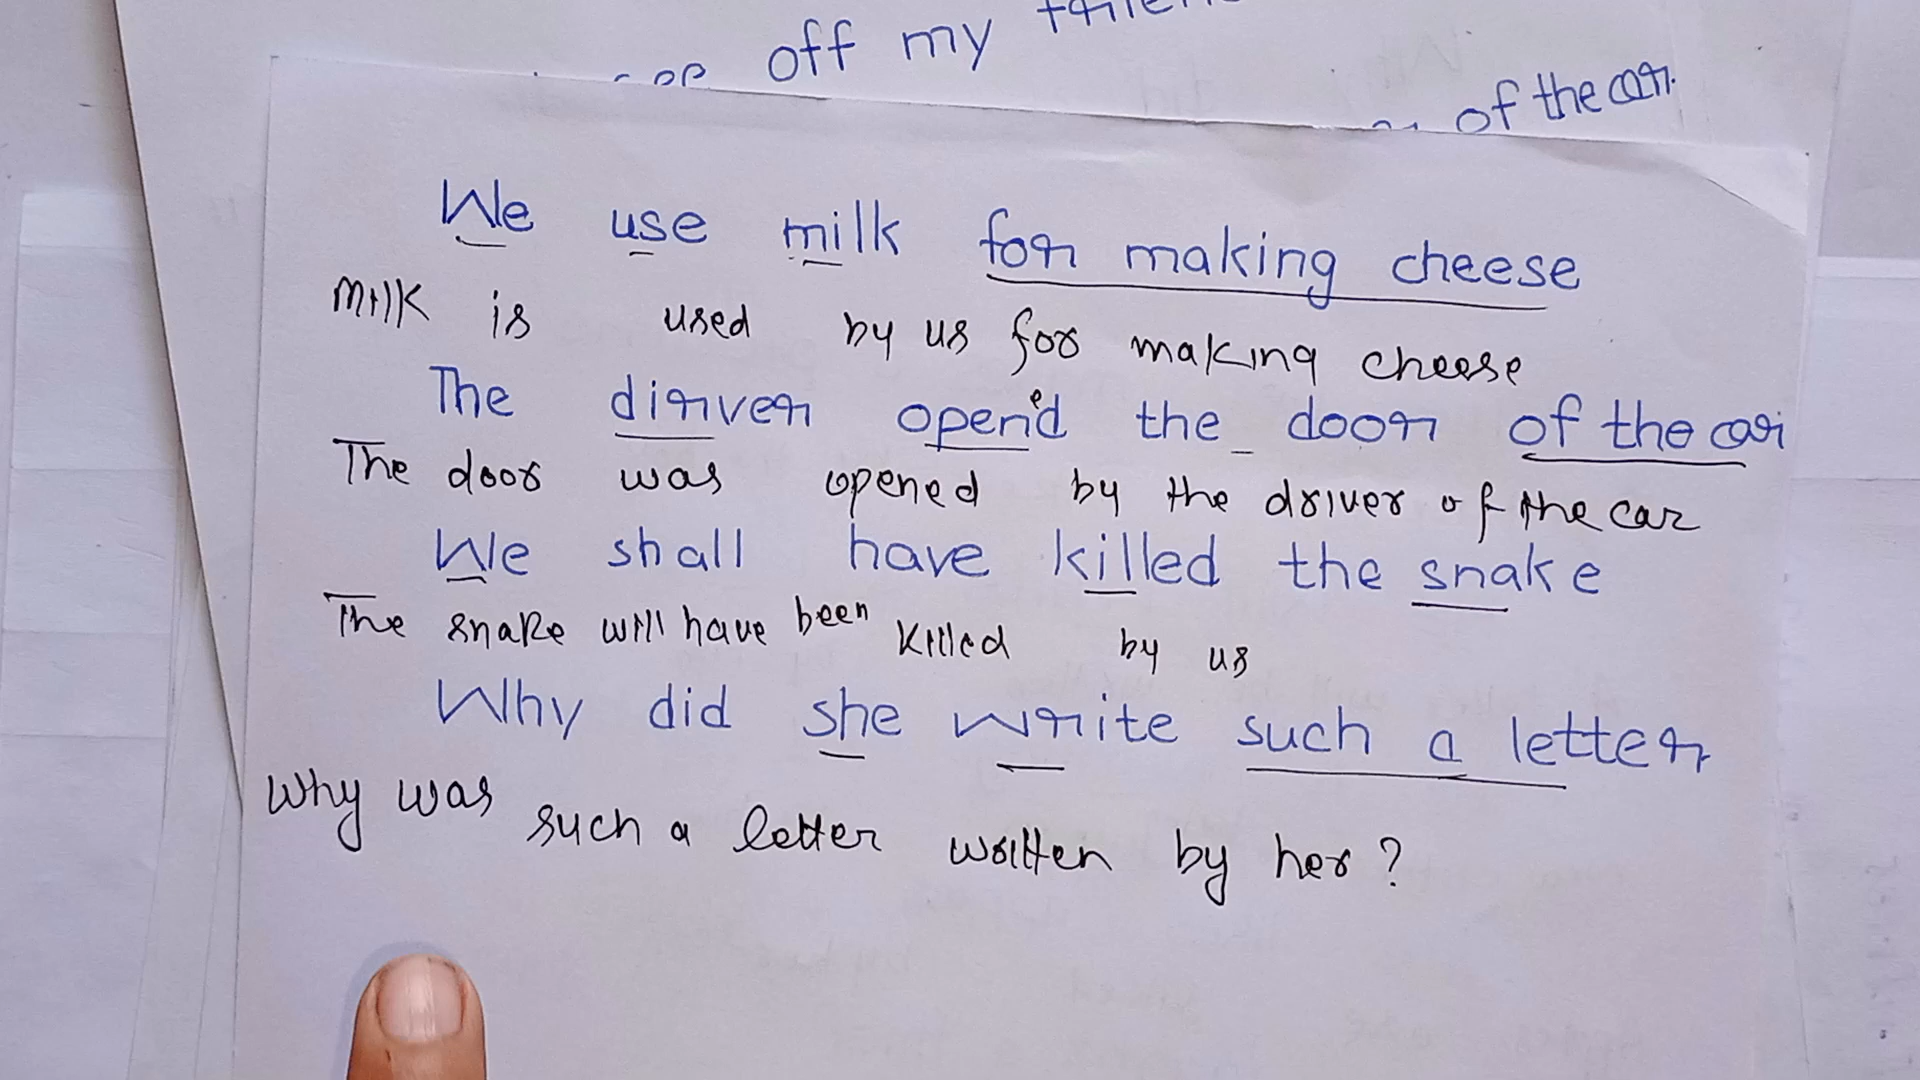 off my
of the car.
We use milk for making cheese
Milk is used by us for making cheese
The dirver opened the door of the car
The door was opened by the driver of the car
We shall have killed the snake
The snake will have been killed by us
Why did she write such a letter
Why was such a letter written by her?